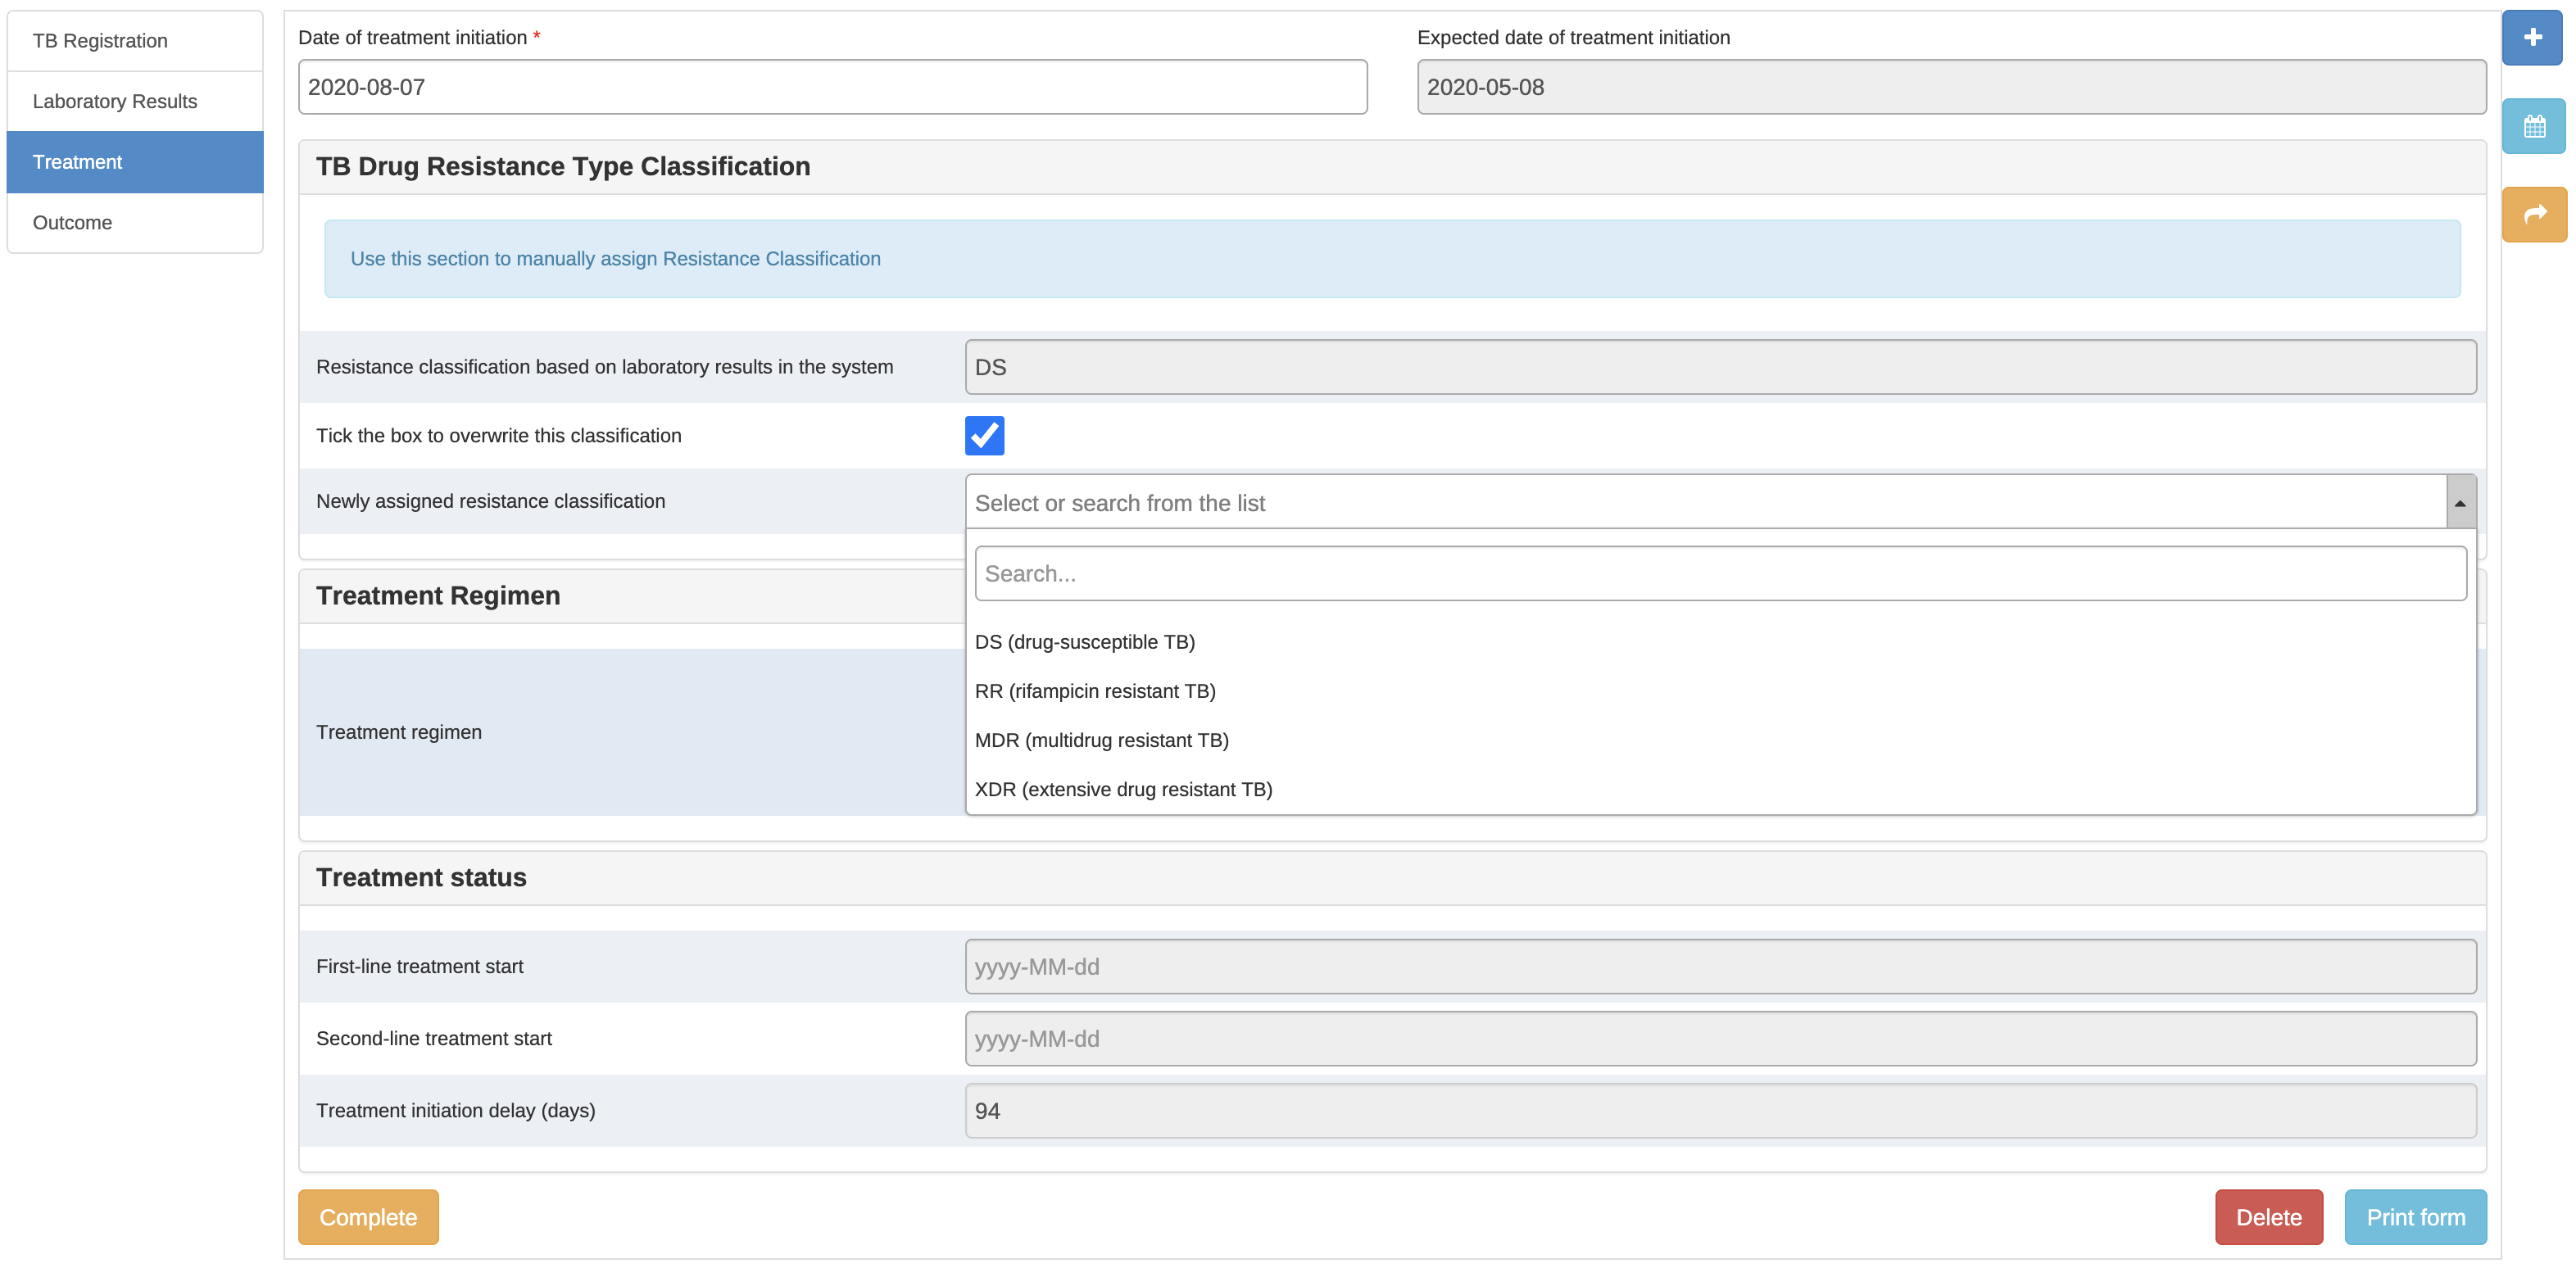 TB Registration
Laboratory Results
Treatment
Outcome
Date of treatment initiation *
2020-08-07
Expected date of treatment initiation
2020-05-08
TB Drug Resistance Type Classification
Use this section to manually assign Resistance Classification
Resistance classification based on laboratory results in the system
DS
Tick the box to overwrite this classification
Newly assigned resistance classification
Select or search from the list
Search...
DS (drug-susceptible TB)
RR (rifampicin resistant TB)
MDR (multidrug resistant TB)
XDR (extensive drug resistant TB)
Treatment Regimen
Treatment regimen
Treatment status
First-line treatment start
yyyy-MM-dd
Second-line treatment start
yyyy-MM-dd
Treatment initiation delay (days)
94
Complete
Delete
Print form